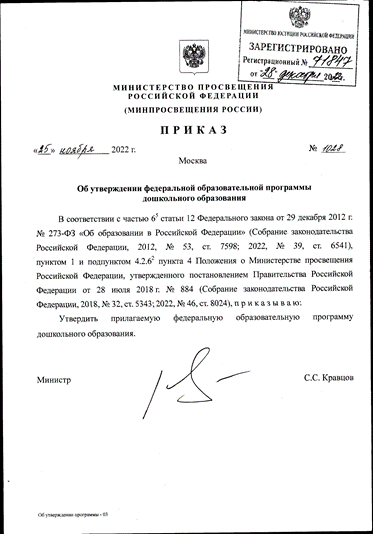 МИНИСТЕРСТВО ЮСТИЦИИ РОССИЙСКОЙ ФЕДЕРАЦИИ
ЗАРЕГИСТРИРОВАНО
Регистрационный № 71847
от "28" декабря 2022.
МИНИСТЕРСТВО ПРОСВЕЩЕНИЯ
РОССИЙСКОЙ ФЕДЕРАЦИИ
(МИНПРОСВЕЩЕНИЯ РОССИИ)
ПРИКАЗ
«25» ноября 2022 г. № 1028
Москва
Об утверждении федеральной образовательной программы
дошкольного образования
В соответствии с частью 6⁵ статьи 12 Федерального закона от 29 декабря 2012 г.
№ 273-ФЗ «Об образовании в Российской Федерации» (Собрание законодательства
Российской Федерации, 2012, № 53, ст. 7598; 2022, № 39, ст. 6541),
пунктом 1 и подпунктом 4.2.6² пункта 4 Положения о Министерстве просвещения
Российской Федерации, утвержденного постановлением Правительства Российской
Федерации от 28 июля 2018 г. № 884 (Собрание законодательства Российской
Федерации, 2018, № 32, ст. 5343; 2022, № 46, ст. 8024), приказываю:
Утвердить прилагаемую федеральную образовательную программу
дошкольного образования.
Министр С.С. Кравцов
Об утверждении программы - 03